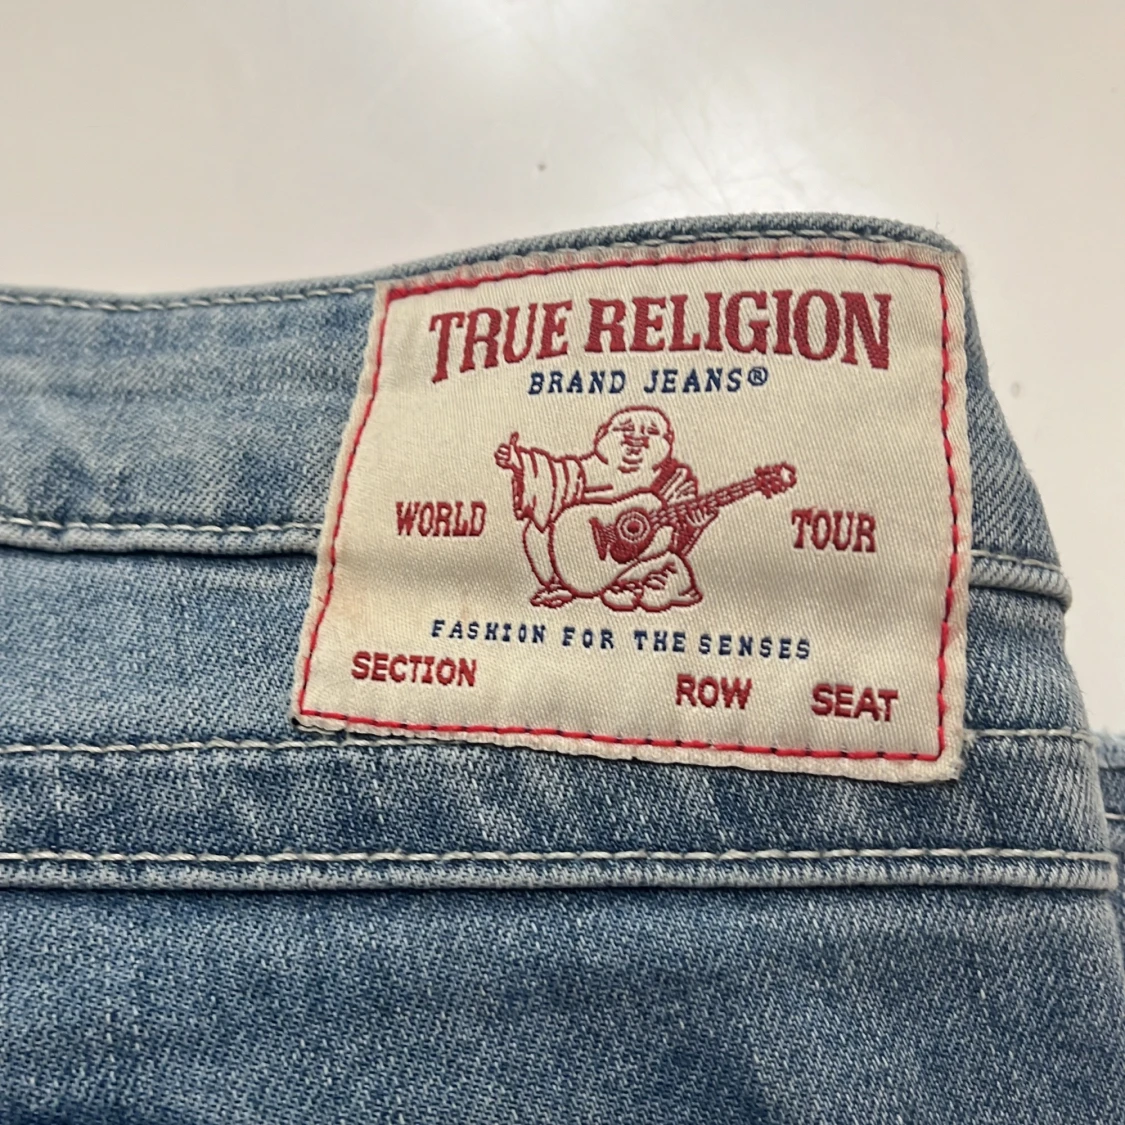 TRUE RELIGION
BRAND JEANS®
WORLD TOUR
FASHION FOR THE SENSES
SECTION ROW SEAT